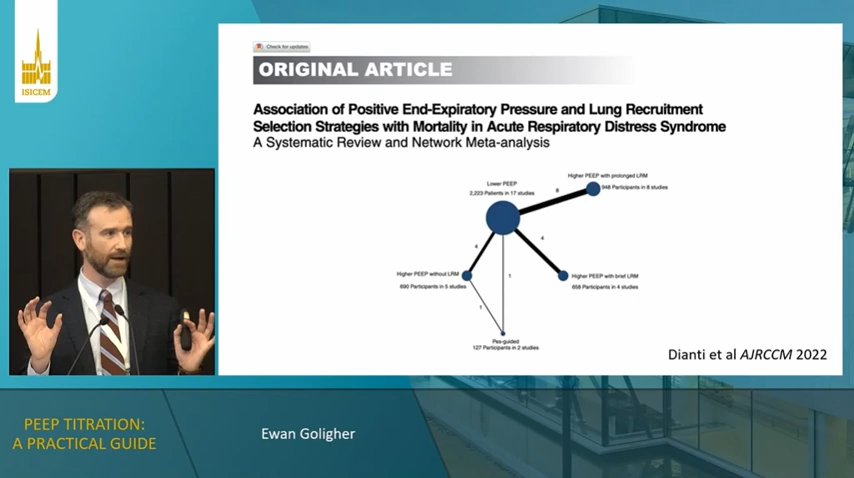 ISICEM
Check for updates
ORIGINAL ARTICLE
Association of Positive End-Expiratory Pressure and Lung Recruitment
Selection Strategies with Mortality in Acute Respiratory Distress Syndrome
A Systematic Review and Network Meta-analysis
Lower PEEP
2,223 Patients in 17 studies
Higher PEEP with prolonged LRM
948 Participants in 8 studies
8
4
4
1
Higher PEEP without LRM
690 Participants in 5 studies
Higher PEEP with brief LRM
658 Participants in 4 studies
1
Pes-guided
127 Participants in 2 studies
Dianti et al AJRCCM 2022
PEEP TITRATION:
A PRACTICAL GUIDE
Ewan Goligher